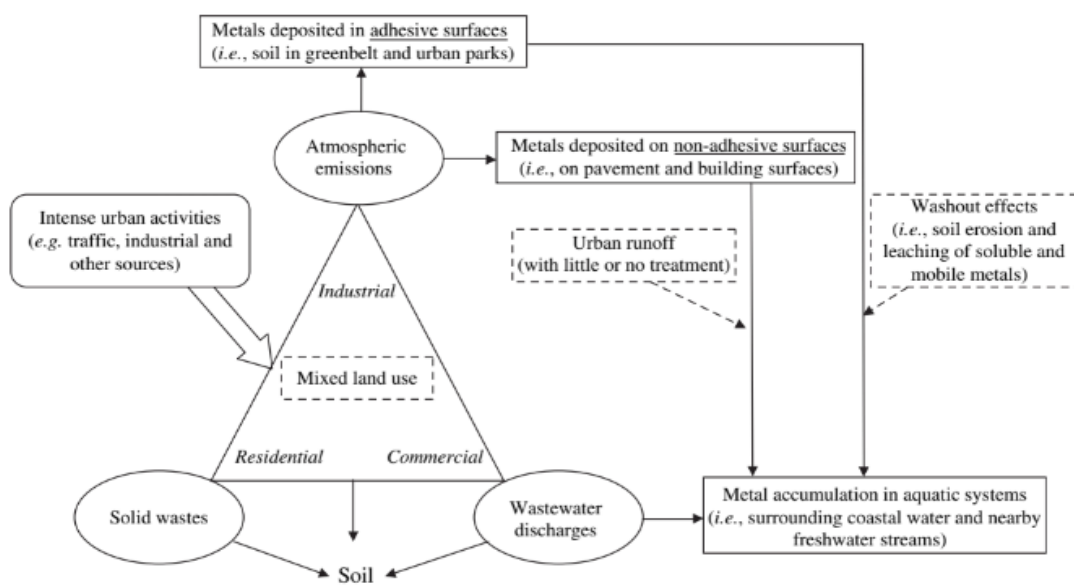 Metals deposited in adhesive surfaces
(i.e., soil in greenbelt and urban parks)
Atmospheric
emissions
Metals deposited on non-adhesive surfaces
(i.e., on pavement and building surfaces)
Intense urban activities
(e.g. traffic, industrial and
other sources)
Urban runoff
(with little or no treatment)
Washout effects
(i.e., soil erosion and
leaching of soluble and
mobile metals)
Industrial
Mixed land use
Residential
Commercial
Solid wastes
Wastewater
discharges
Metal accumulation in aquatic systems
(i.e., surrounding coastal water and nearby
freshwater streams)
Soil